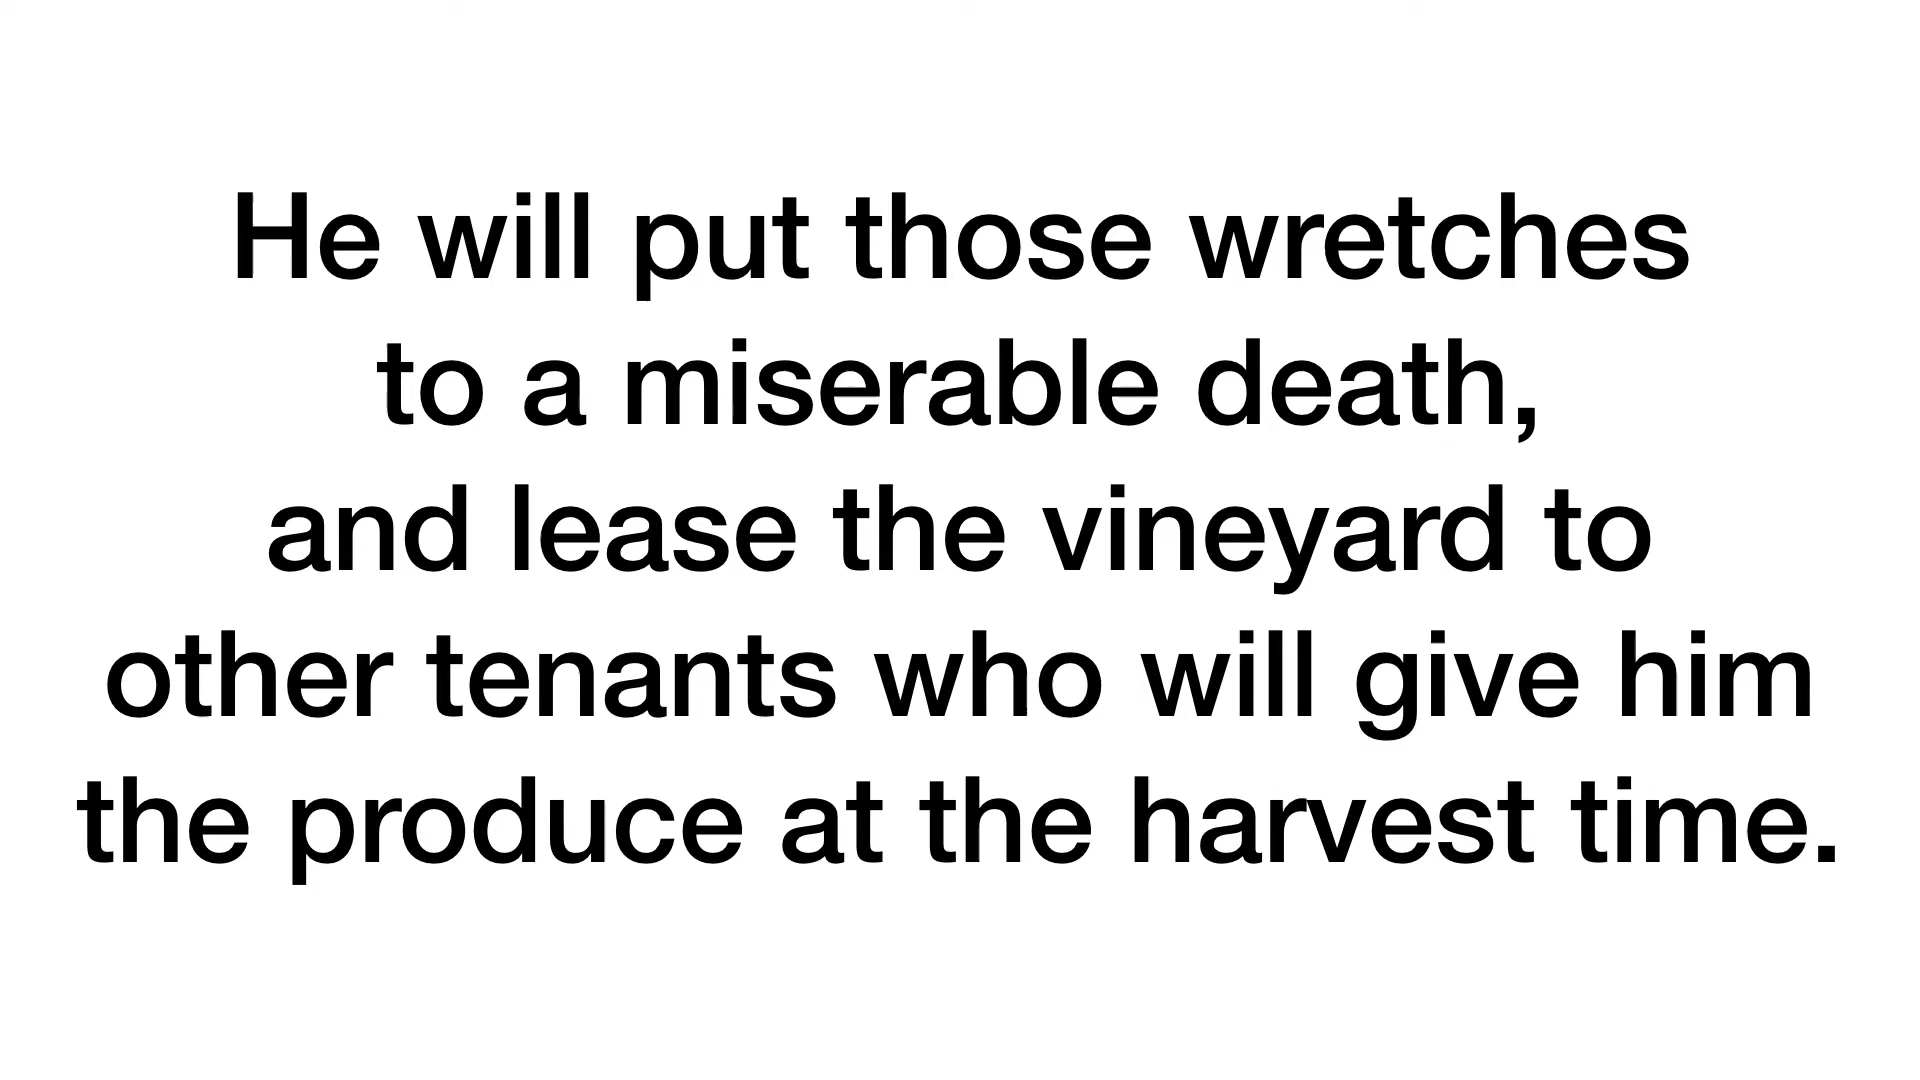 He will put those wretches
to a miserable death,
and lease the vineyard to
other tenants who will give him
the produce at the harvest time.